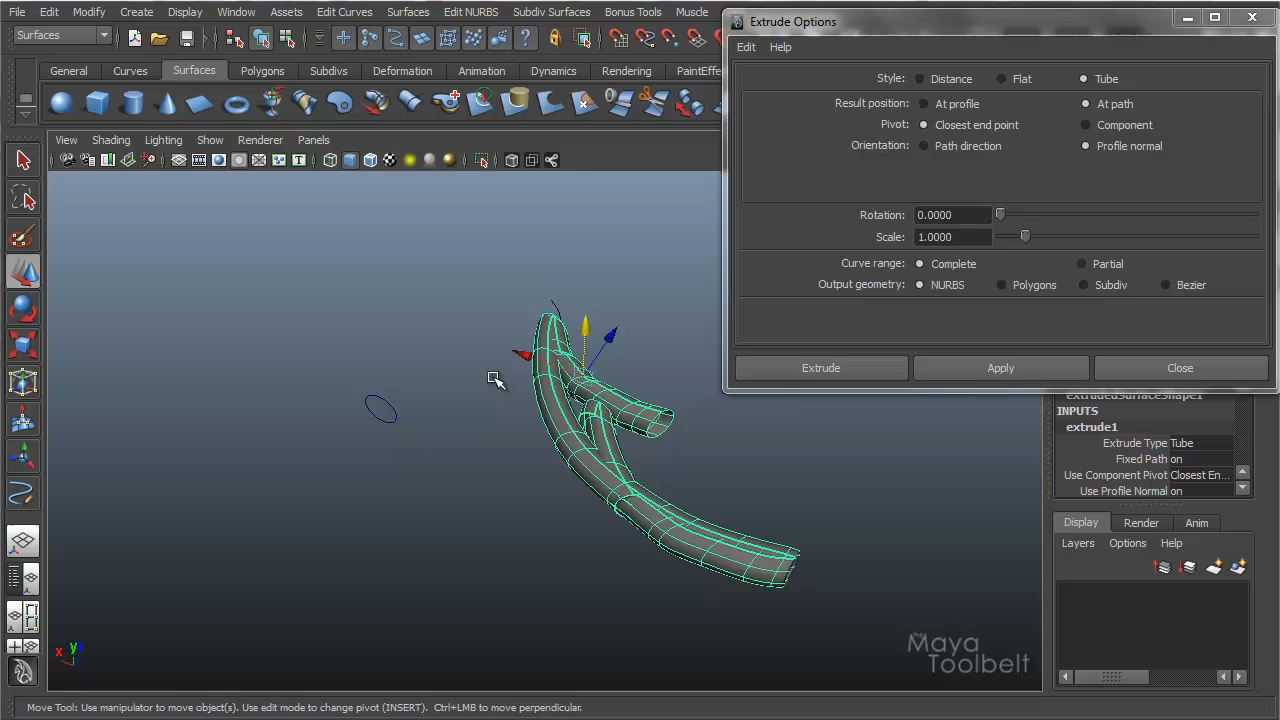 File Edit Modify Create Display Window Assets Edit Curves Surfaces Edit NURBS Subdiv Surfaces Bonus Tools Muscle
Surfaces
General Curves Surfaces Polygons Subdivs Deformation Animation Dynamics Rendering PaintEffe
View Shading Lighting Show Renderer Panels
Extrude Options
Edit Help
Style: Distance Flat Tube
Result position: At profile At path
Pivot: Closest end point Component
Orientation: Path direction Profile normal
Rotation: 0.0000
Scale: 1.0000
Curve range: Complete Partial
Output geometry: NURBS Polygons Subdiv Bezier
Extrude Apply Close
extrudedSurfaceShape1
INPUTS
extrude1
Extrude Type Tube
Fixed Path on
Use Component Pivot Closest En...
Use Profile Normal on
Display Render Anim
Layers Options Help
x y
Maya
Toolbelt
Move Tool: Use manipulator to move object(s). Use edit mode to change pivot (INSERT). Ctrl+LMB to move perpendicular.